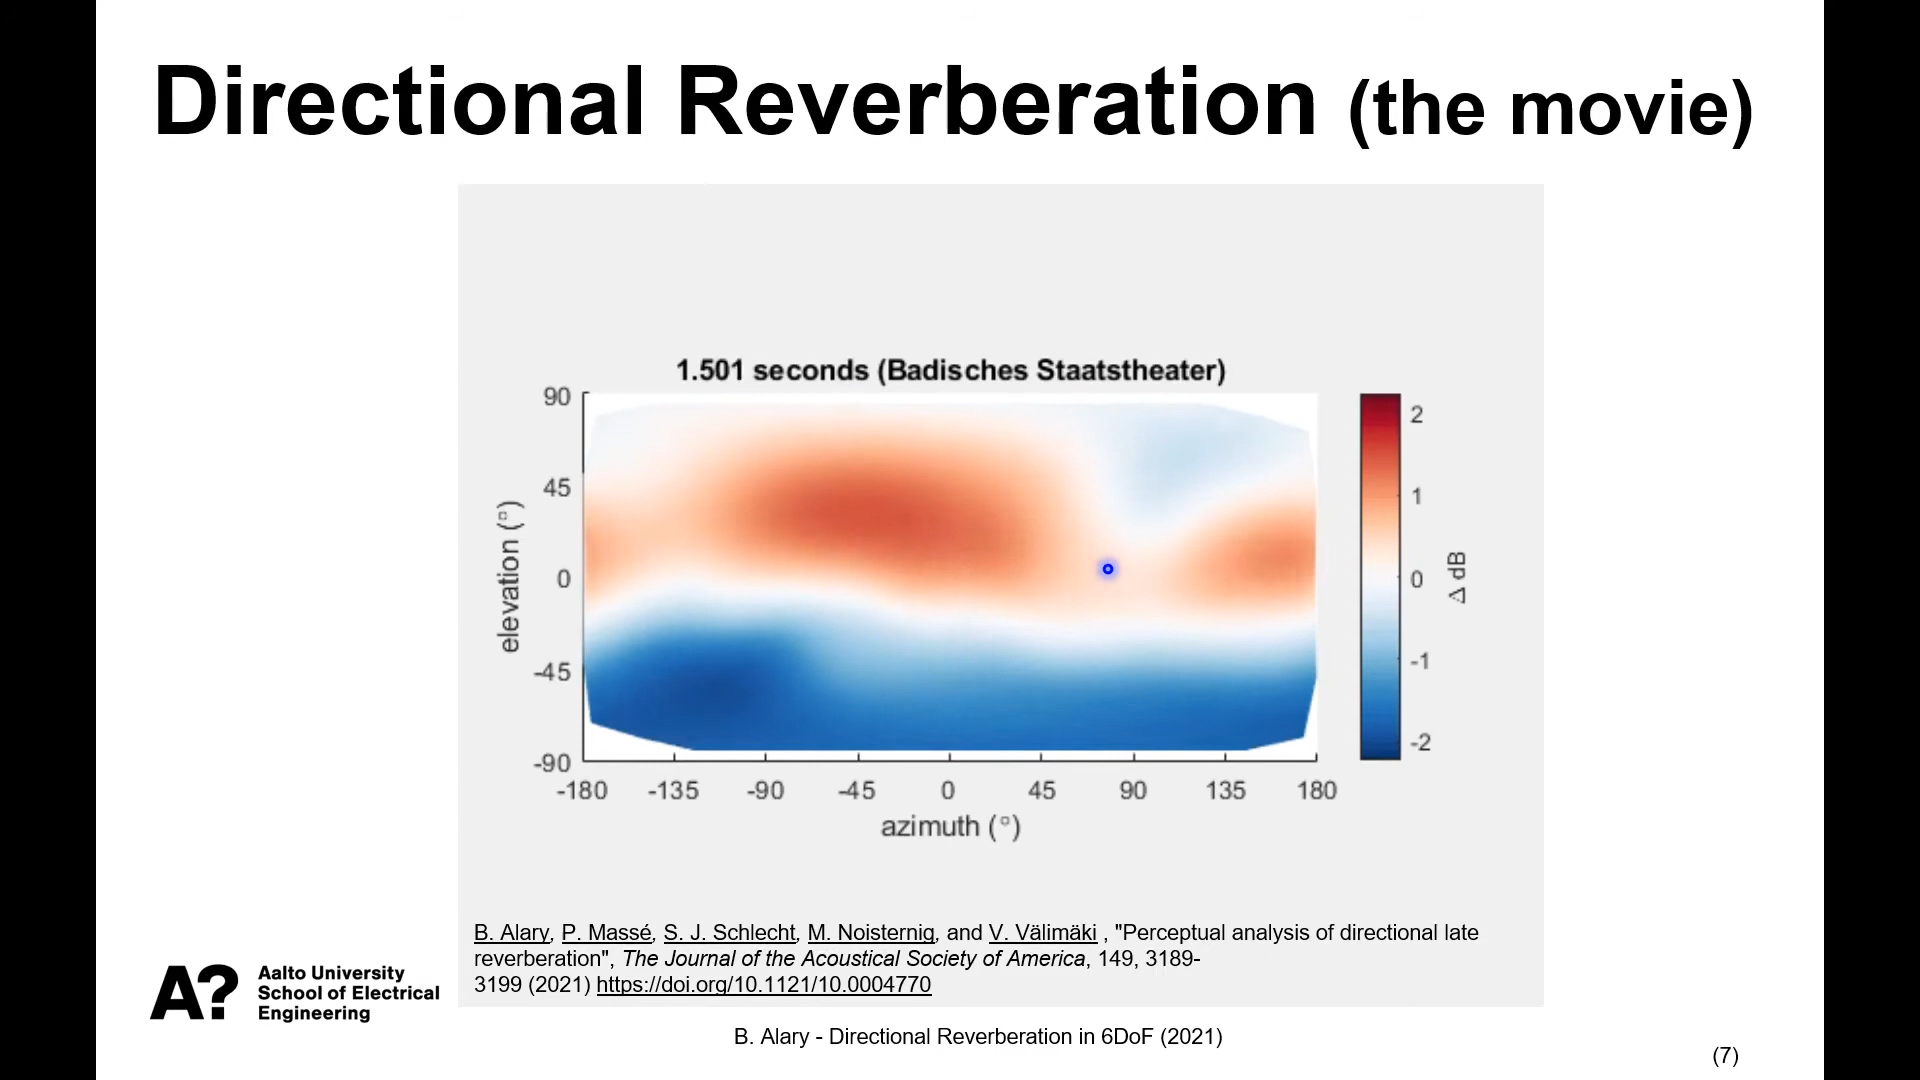 Directional Reverberation (the movie)
1.501 seconds (Badisches Staatstheater)
90
45
0
-45
-90
elevation (°)
-180 -135 -90 -45 0 45 90 135 180
azimuth (°)
2
1
0
-1
-2
Δ dB
B. Alary, P. Massé, S. J. Schlecht, M. Noisternig, and V. Välimäki , "Perceptual analysis of directional late
reverberation", The Journal of the Acoustical Society of America, 149, 3189-
3199 (2021) https://doi.org/10.1121/10.0004770
A?
Aalto University
School of Electrical
Engineering
B. Alary - Directional Reverberation in 6DoF (2021)
(7)